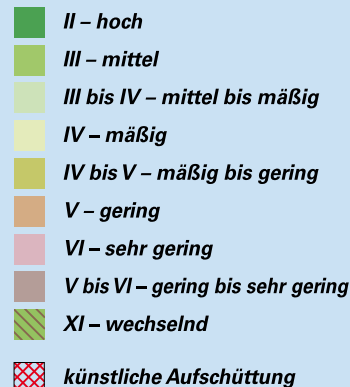 II – hoch
III – mittel
III bis IV – mittel bis mäßig
IV – mäßig
IV bis V – mäßig bis gering
V – gering
VI – sehr gering
V bis VI – gering bis sehr gering
XI – wechselnd
künstliche Aufschüttung